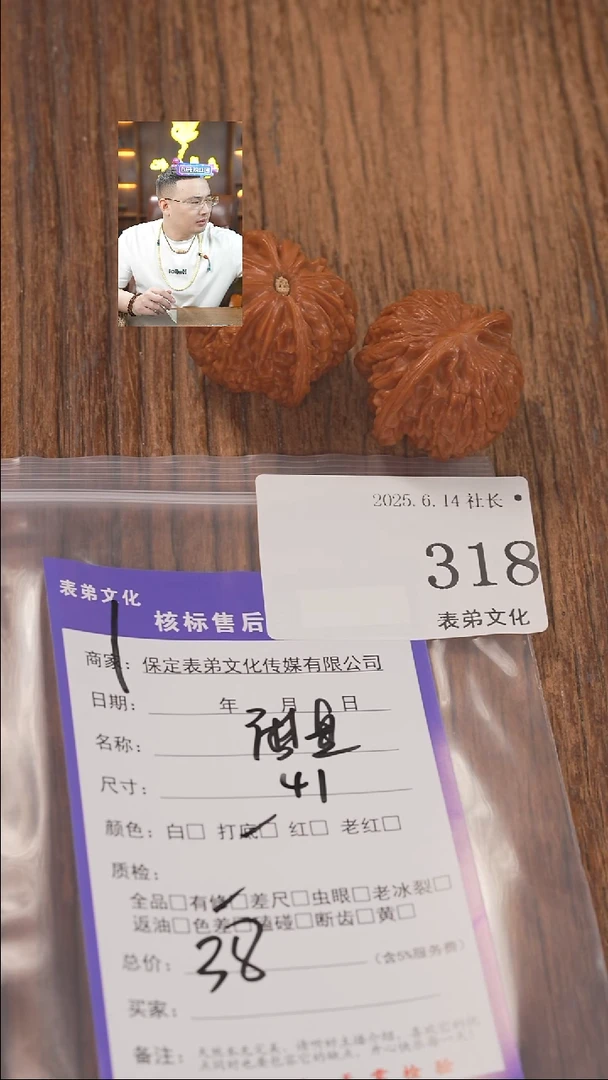 2025.6.14 社长
318
表弟文化
表弟文化
核标售后
商家：保定表弟文化传媒有限公司
日期： 年 月 日
名称：
尺寸： 41
颜色：白□ 打底□ 红□ 老红□
质检：
全品□有修□差尺□虫眼□老冰裂□
返油□色差□磕碰□断齿□黄□
总价： 38 （含5%服务费）
买家：
备注：